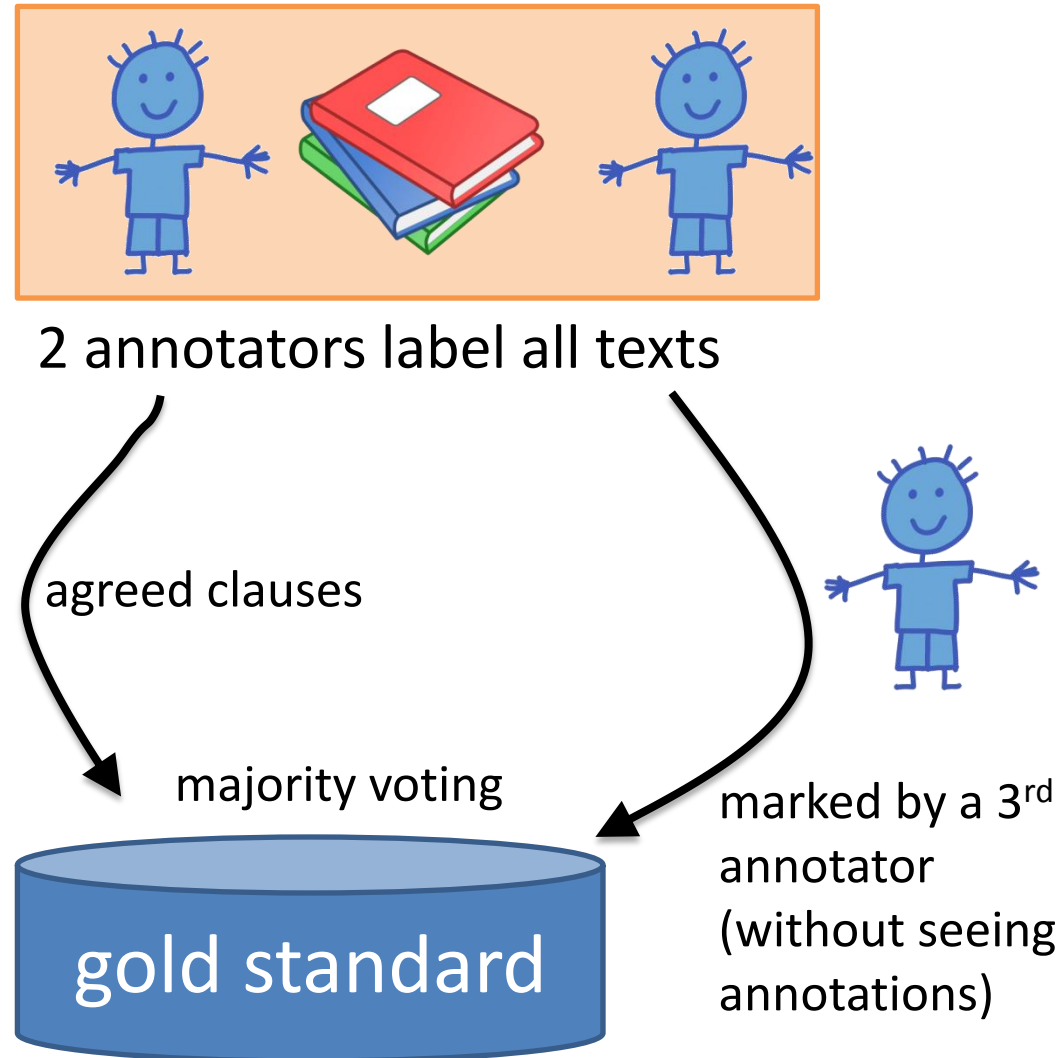 2 annotators label all texts
agreed clauses
majority voting
marked by a 3rd
annotator
(without seeing
annotations)
gold standard